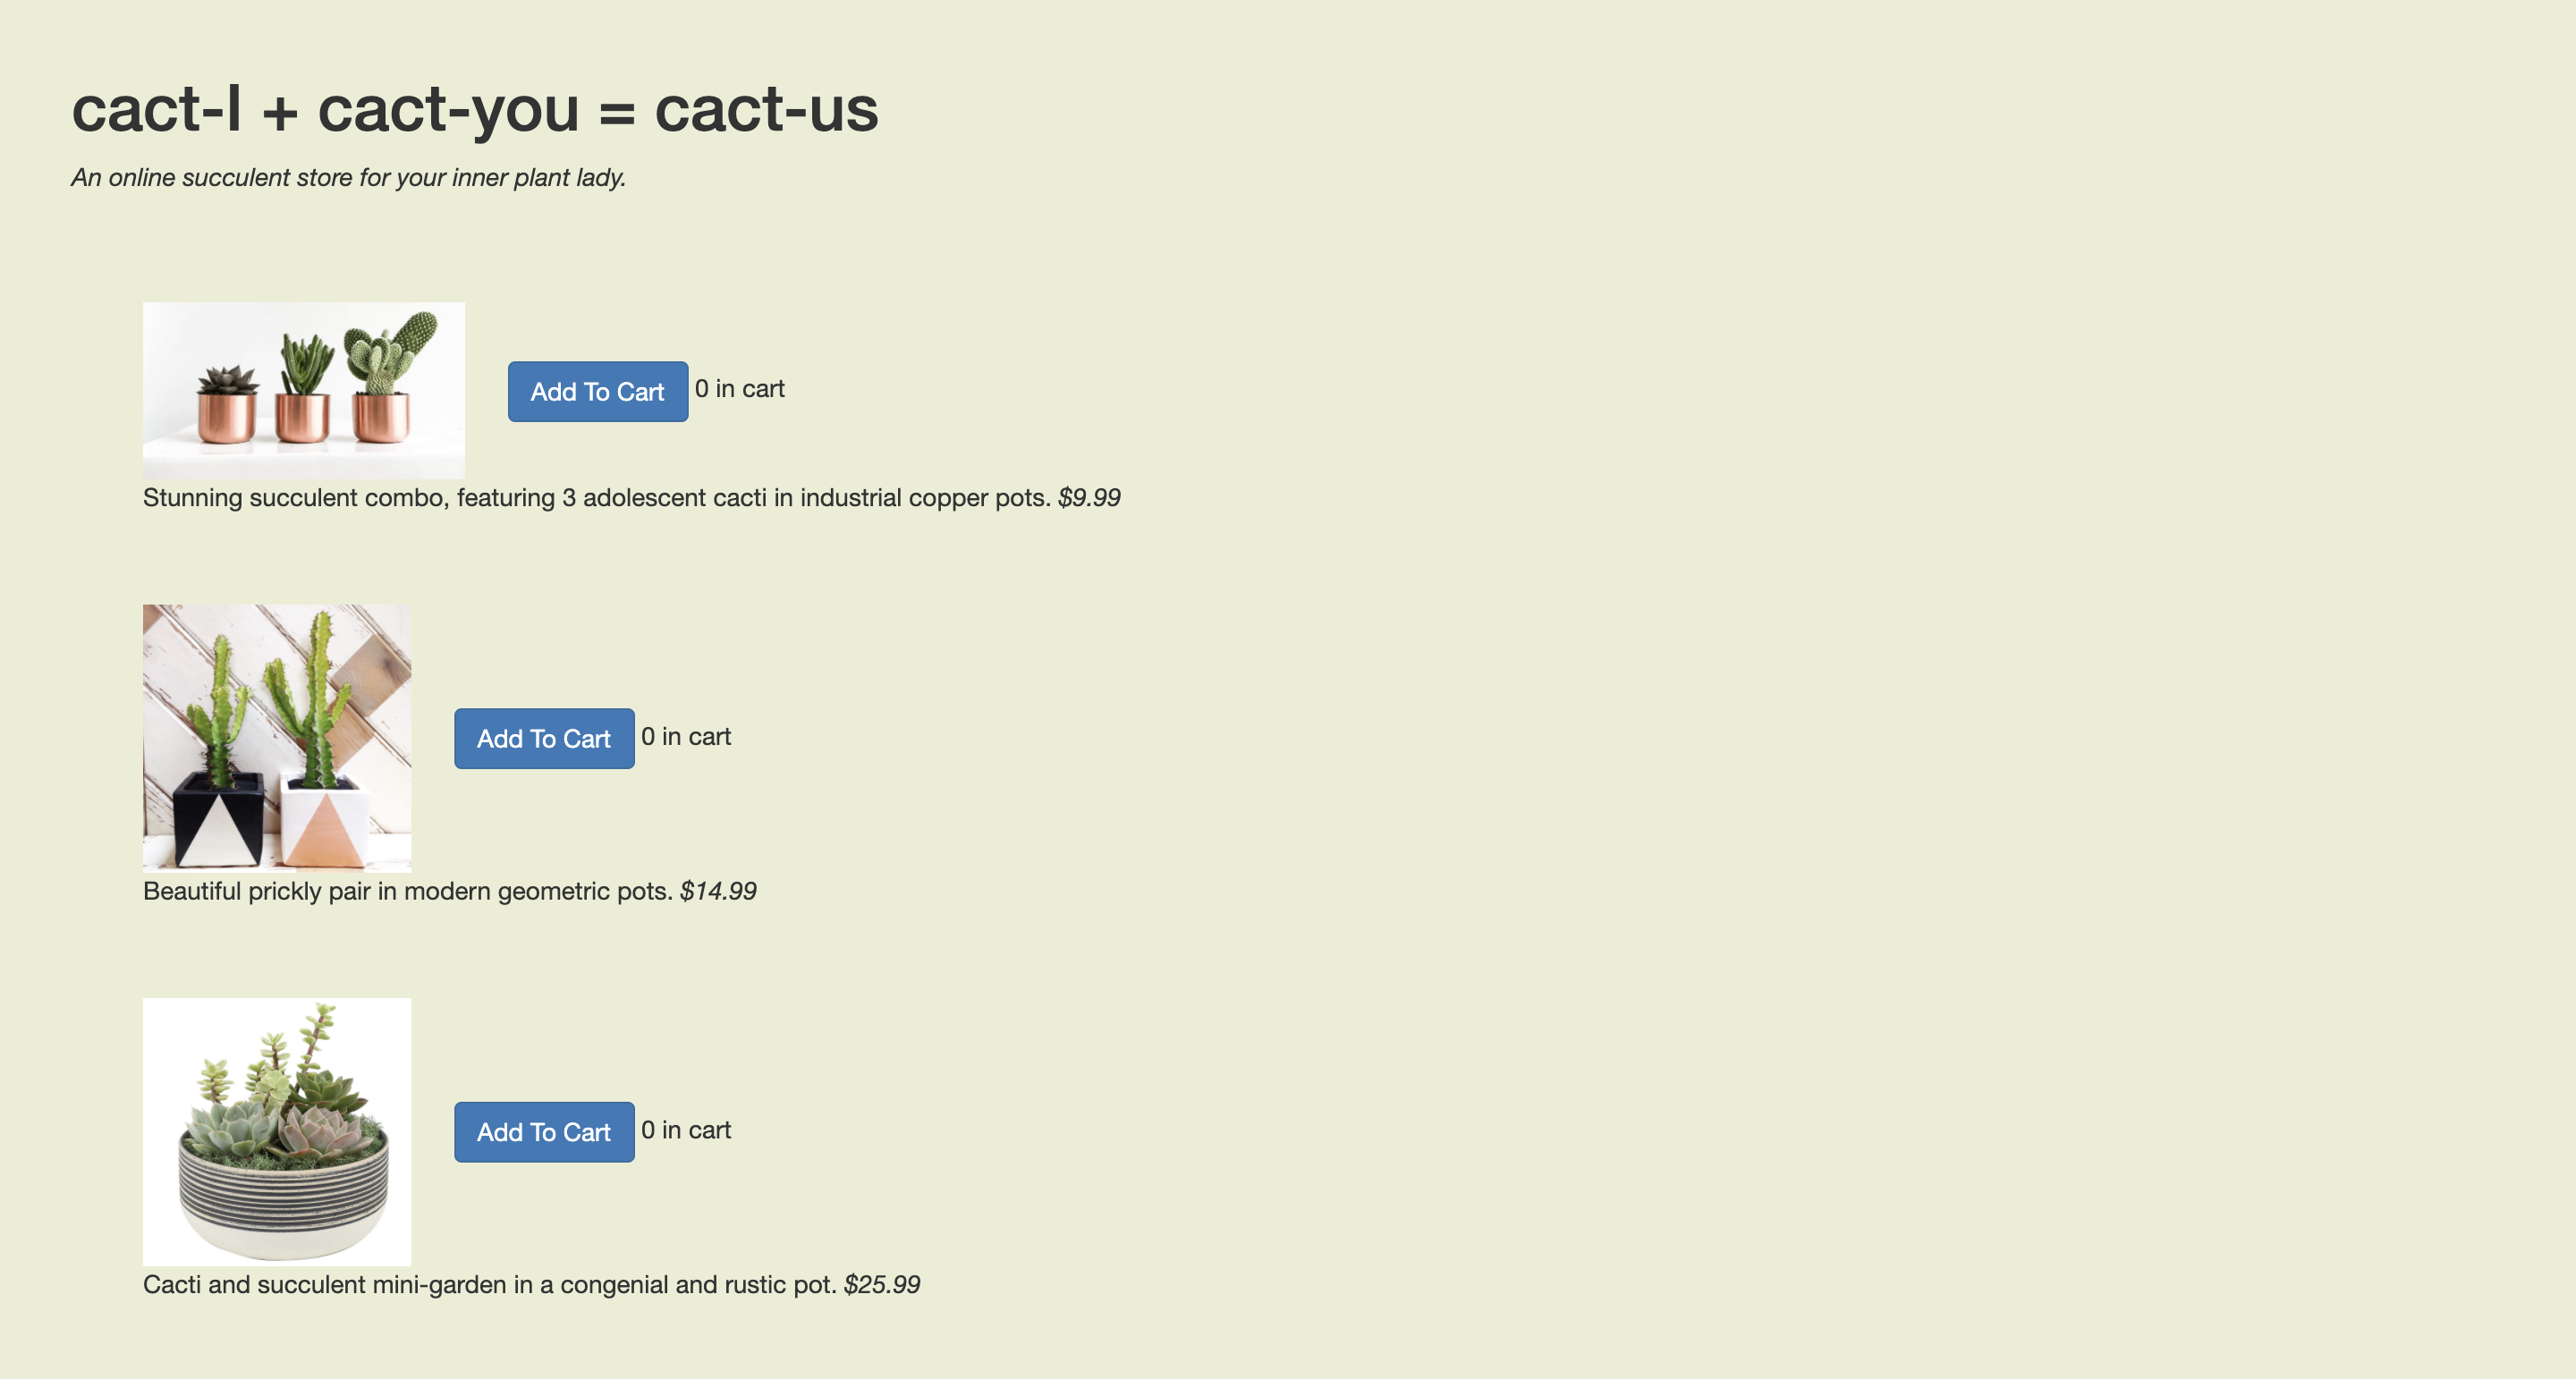 cact-I + cact-you = cact-us
An online succulent store for your inner plant lady.
Add To Cart 0 in cart
Stunning succulent combo, featuring 3 adolescent cacti in industrial copper pots. $9.99
Add To Cart 0 in cart
Beautiful prickly pair in modern geometric pots. $14.99
Add To Cart 0 in cart
Cacti and succulent mini-garden in a congenial and rustic pot. $25.99